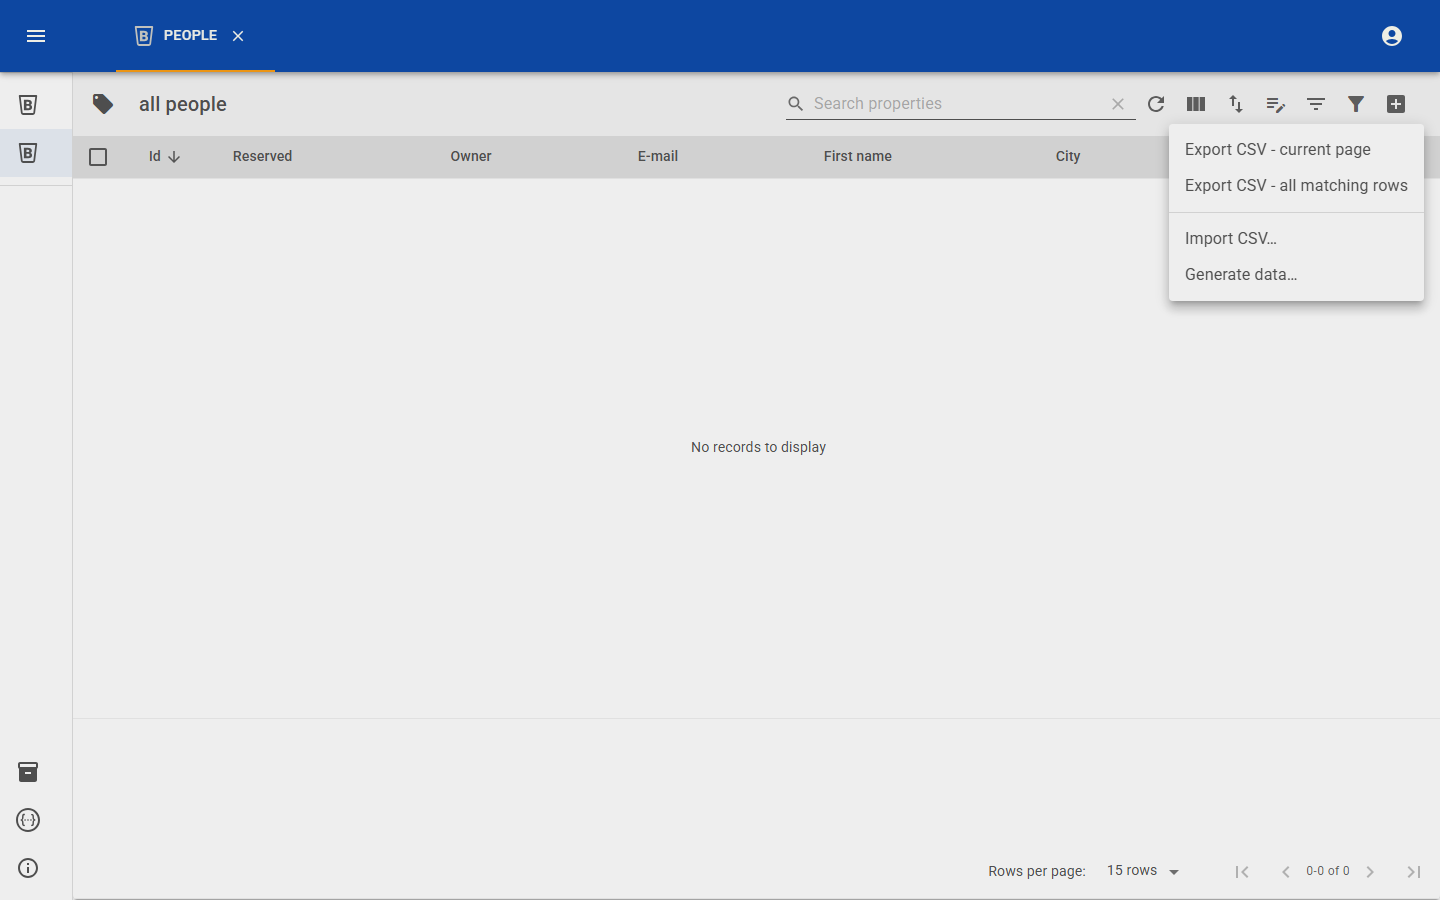 PEOPLE
all people
Search properties
Id
Reserved
Owner
E-mail
First name
City
Export CSV - current page
Export CSV - all matching rows
Import CSV...
Generate data...
No records to display
Rows per page:
15 rows
0-0 of 0